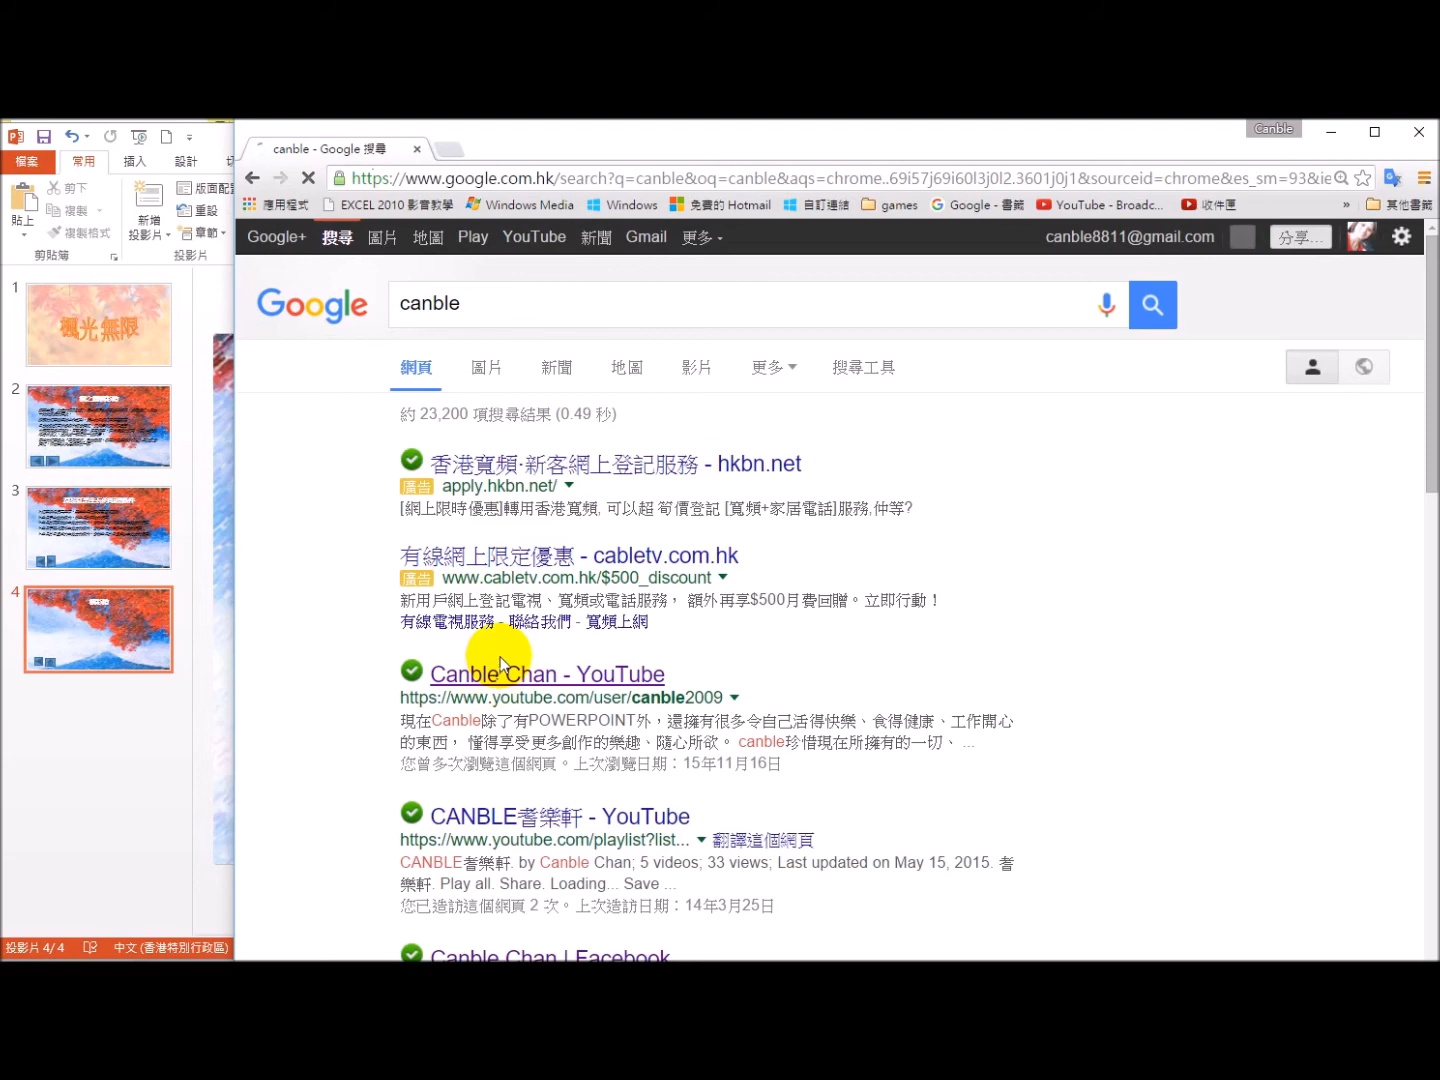 Canble
檔案 常用 插入 設計
canble - Google 搜尋
https://www.google.com.hk/search?q=canble&oq=canble&aqs=chrome..69i57j69i60l3j0l2.3601j0j1&sourceid=chrome&es_sm=93&ie
應用程式 EXCEL 2010 影音教學 Windows Media Windows 免費的 Hotmail 自訂連結 games Google - 書籤 YouTube - Broadc... 收件匣 » 其他書籤
貼上
剪下
複製
複製格式
剪貼簿
新增
投影片
版面配
重設
章節
投影片
Google+ 搜尋 圖片 地圖 Play YouTube 新聞 Gmail 更多
canble8811@gmail.com 分享...
Google canble
網頁 圖片 新聞 地圖 影片 更多 搜尋工具
約 23,200 項搜尋結果 (0.49 秒)
香港寬頻·新客網上登記服務 - hkbn.net
廣告 apply.hkbn.net/
[網上限時優惠]轉用香港寬頻, 可以超 筍價登記 [寬頻+家居電話]服務,仲等?
有線網上限定優惠 - cabletv.com.hk
廣告 www.cabletv.com.hk/$500_discount
新用戶網上登記電視、寬頻或電話服務， 額外再享$500月費回贈。立即行動！
有線電視服務 - 聯絡我們 - 寬頻上網
Canble Chan - YouTube
https://www.youtube.com/user/canble2009
現在Canble除了有POWERPOINT外，還擁有很多令自己活得快樂、食得健康、工作開心
的東西， 懂得享受更多創作的樂趣、隨心所欲。 canble珍惜現在所擁有的一切、 ...
您曾多次瀏覽這個網頁。上次瀏覽日期：15年11月16日
CANBLE耆樂軒 - YouTube
https://www.youtube.com/playlist?list... 翻譯這個網頁
CANBLE耆樂軒. by Canble Chan; 5 videos; 33 views; Last updated on May 15, 2015. 耆
樂軒. Play all. Share. Loading... Save ...
您已造訪這個網頁 2 次。上次造訪日期：14年3月25日
Canble Chan | Facebook
1
楓光無限
2
3
4
投影片 4/4 中文 (香港特別行政區)